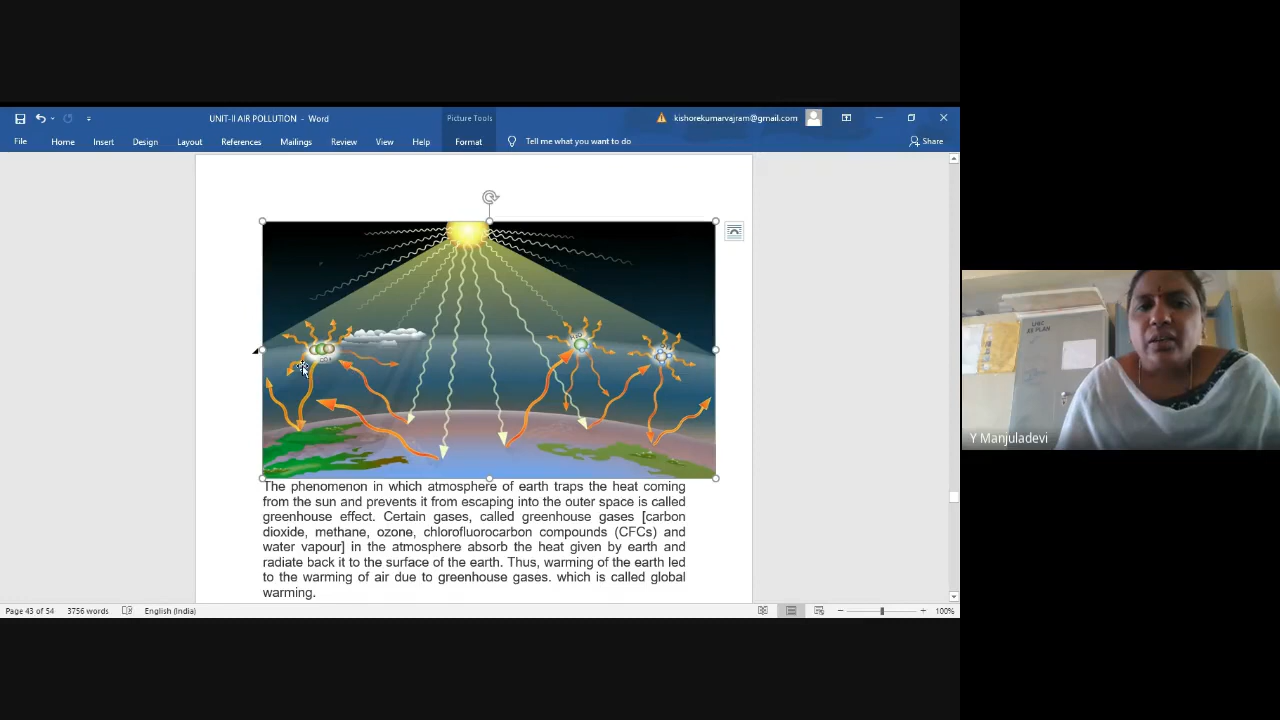 UNIT-II AIR POLLUTION - Word
Picture Tools
kishorekumarvajram@gmail.com
File Home Insert Design Layout References Mailings Review View Help Format Tell me what you want to do Share
The phenomenon in which atmosphere of earth traps the heat coming
from the sun and prevents it from escaping into the outer space is called
greenhouse effect. Certain gases, called greenhouse gases [carbon
dioxide, methane, ozone, chlorofluorocarbon compounds (CFCs) and
water vapour] in the atmosphere absorb the heat given by earth and
radiate back it to the surface of the earth. Thus, warming of the earth led
to the warming of air due to greenhouse gases. which is called global
warming.
Page 43 of 54 3756 words English (India) 100%
Y Manjuladevi